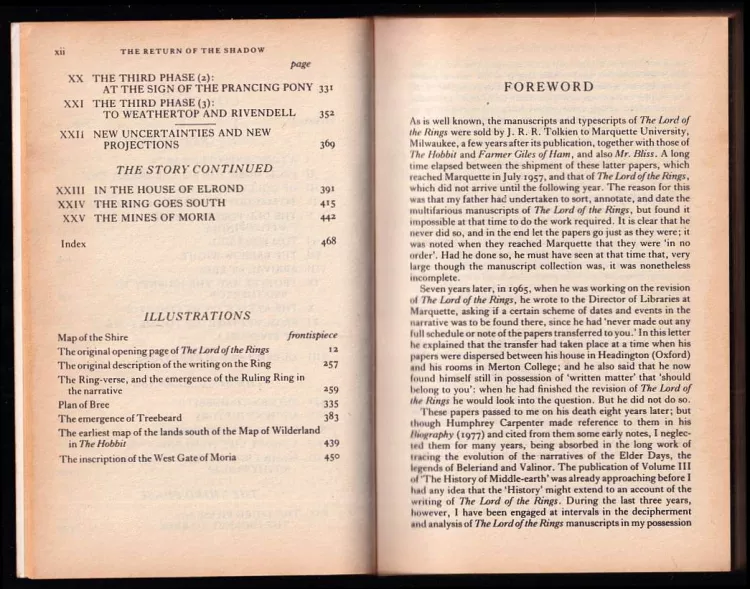 xii THE RETURN OF THE SHADOW
page
XX THE THIRD PHASE (2):
AT THE SIGN OF THE PRANCING PONY 331
XXI THE THIRD PHASE (3):
TO WEATHERTOP AND RIVENDELL 352
XXII NEW UNCERTAINTIES AND NEW
PROJECTIONS 369
THE STORY CONTINUED
XXIII IN THE HOUSE OF ELROND 391
XXIV THE RING GOES SOUTH 415
XXV THE MINES OF MORIA 442
Index 468
ILLUSTRATIONS
Map of the Shire frontispiece
The original opening page of The Lord of the Rings 12
The original description of the writing on the Ring 257
The Ring-verse, and the emergence of the Ruling Ring in
the narrative 259
Plan of Bree 335
The emergence of Treebeard 383
The earliest map of the lands south of the Map of Wilderland
in The Hobbit 439
The inscription of the West Gate of Moria 450
FOREWORD
As is well known, the manuscripts and typescripts of The Lord of
the Rings were sold by J. R. R. Tolkien to Marquette University,
Milwaukee, a few years after its publication, together with those of
The Hobbit and Farmer Giles of Ham, and also Mr. Bliss. A long
time elapsed between the shipment of these latter papers, which
reached Marquette in July 1957, and that of The Lord of the Rings,
which did not arrive until the following year. The reason for this
was that my father had undertaken to sort, annotate, and date the
multifarious manuscripts of The Lord of the Rings, but found it
impossible at that time to do the work required. It is clear that he
never did so, and in the end let the papers go just as they were; it
was noted when they reached Marquette that they were 'in no
order'. Had he done so, he must have seen at that time that, very
large though the manuscript collection was, it was nonetheless
incomplete.
Seven years later, in 1965, when he was working on the revision
of The Lord of the Rings, he wrote to the Director of Libraries at
Marquette, asking if a certain scheme of dates and events in the
narrative was to be found there, since he had 'never made out any
full schedule or note of the papers transferred to you.' In this letter
he explained that the transfer had taken place at a time when his
papers were dispersed between his house in Headington (Oxford)
and his rooms in Merton College; and he also said that he now
found himself still in possession of 'written matter' that 'should
belong to you': when he had finished the revision of The Lord of
the Rings he would look into the question. But he did not do so.
These papers passed to me on his death eight years later; but
though Humphrey Carpenter made reference to them in his
Biography (1977) and cited from them some early notes, I neglec-
ted them for many years, being absorbed in the long work of
tracing the evolution of the narratives of the Elder Days, the
legends of Beleriand and Valinor. The publication of Volume III
of 'The History of Middle-earth' was already approaching before I
had any idea that the 'History' might extend to an account of the
writing of The Lord of the Rings. During the last three years,
however, I have been engaged at intervals in the decipherment
and analysis of The Lord of the Rings manuscripts in my possession